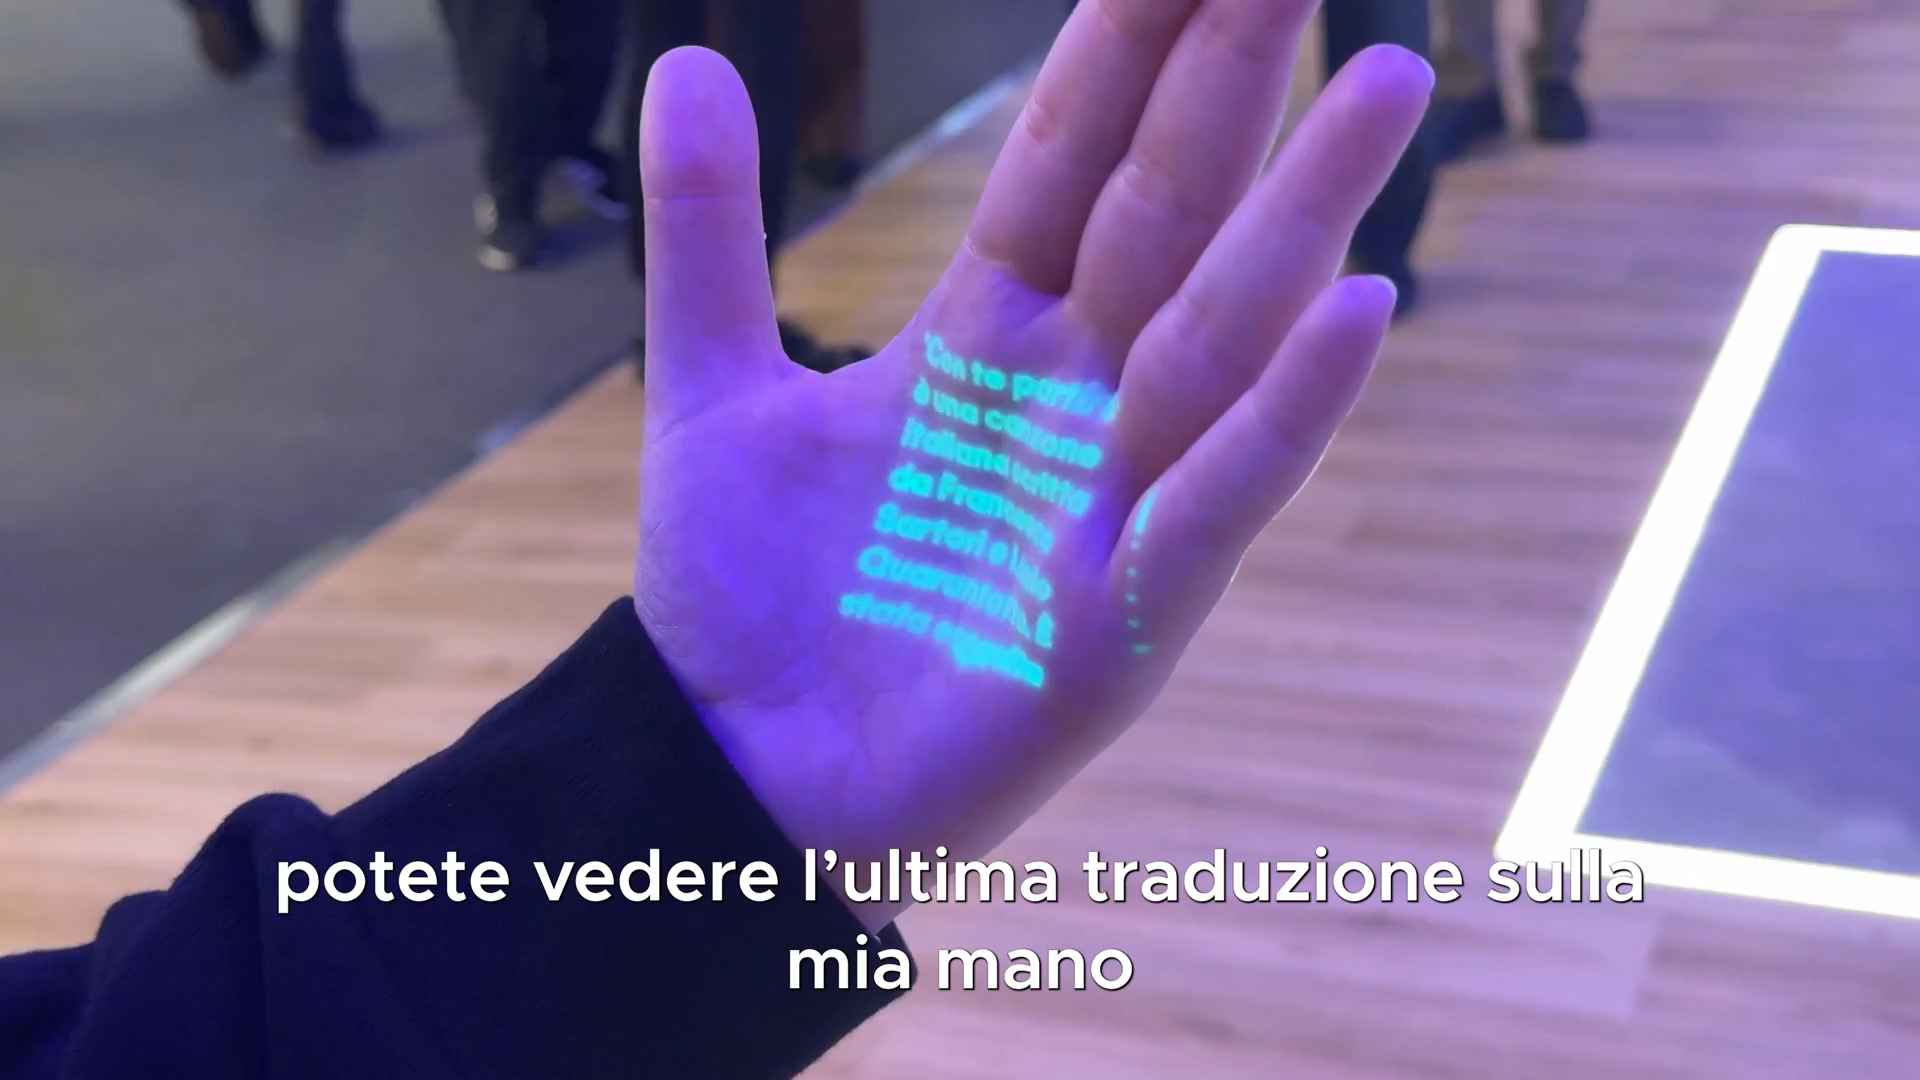 "Con te partirò
è una canzone
italiana scritta
da Francesco
Sartori e Lucio
Quarantotto. È
stata eseguita
potete vedere l'ultima traduzione sulla
mia mano